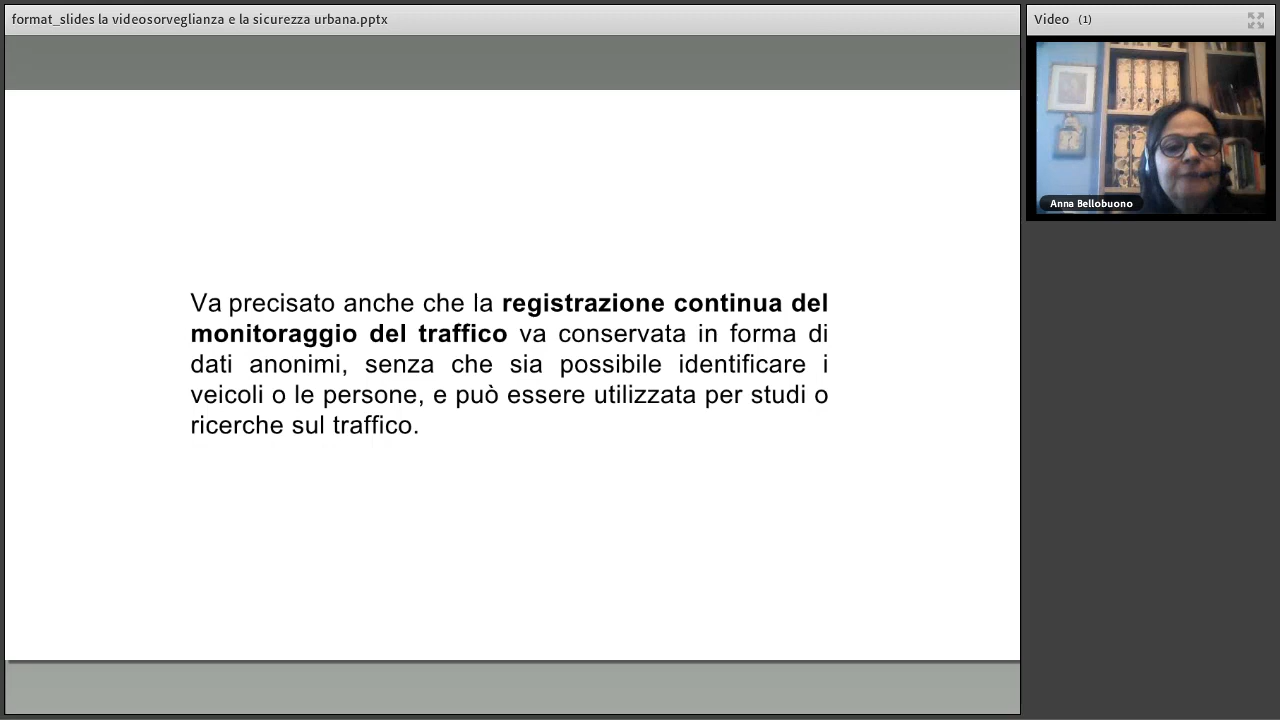 format_slides la videosorveglianza e la sicurezza urbana.pptx
Video (1)
Anna Bellobuono
Va precisato anche che la registrazione continua del
monitoraggio del traffico va conservata in forma di
dati anonimi, senza che sia possibile identificare i
veicoli o le persone, e può essere utilizzata per studi o
ricerche sul traffico.